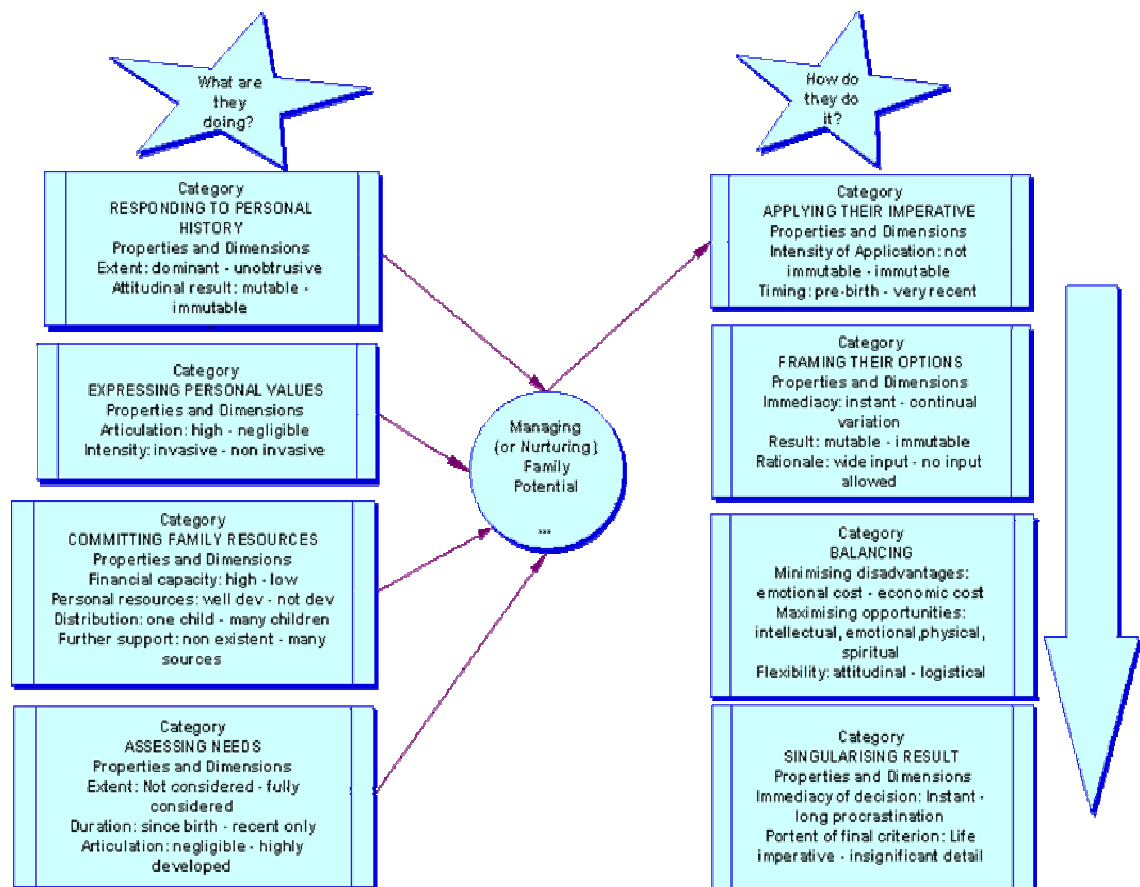 What are
they
doing?
Category
RESPONDING TO PERSONAL
HISTORY
Properties and Dimensions
Extent: dominant - unobtrusive
Attitudinal result: mutable -
immutable
Category
EXPRESSING PERSONAL VALUES
Properties and Dimensions
Articulation: high - negligible
Intensity: invasive - non invasive
Category
COMMITTING FAMILY RESOURCES
Properties and Dimensions
Financial capacity: high - low
Personal resources: well dev - not dev
Distribution: one child - many children
Further support: non existent - many
sources
Category
ASSESSING NEEDS
Properties and Dimensions
Extent: Not considered - fully
considered
Duration: since birth - recent only
Articulation: negligible - highly
developed
Managing
(or Nurturing)
Family
Potential
...
How do
they do
it?
Category
APPLYING THEIR IMPERATIVE
Properties and Dimensions
Intensity of Application: not
immutable - immutable
Timing: pre-birth - very recent
Category
FRAMING THEIR OPTIONS
Properties and Dimensions
Immediacy: instant - continual
variation
Result: mutable - immutable
Rationale: wide input - no input
allowed
Category
BALANCING
Minimising disadvantages:
emotional cost - economic cost
Maximising opportunities:
intellectual, emotional,physical,
spiritual
Flexibility: attitudinal - logistical
Category
SINGULARISING RESULT
Properties and Dimensions
Immediacy of decision: Instant -
long procrastination
Portent of final criterion: Life
imperative - insignificant detail